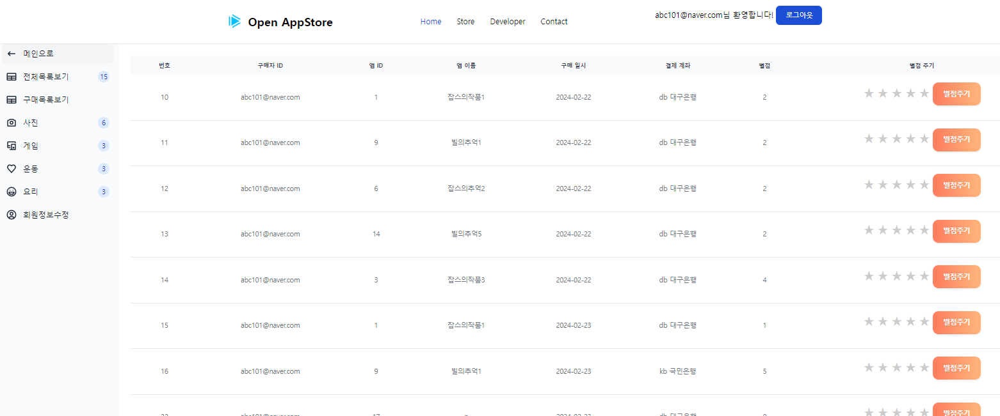 Open AppStore
Home Store Developer Contact
abc101@naver.com님 환영합니다! 로그아웃
메인으로
전체목록보기 15
구매목록보기
사진 6
게임 3
운동 3
요리 3
회원정보수정
번호 구매자 ID 앱 ID 앱 이름 구매 일시 결제 계좌 별점 별점 주기
10 abc101@naver.com 1 잡스의작품1 2024-02-22 db 대구은행 2 ★ ★ ★ ★ ★ 별점주기
11 abc101@naver.com 9 빌의추억1 2024-02-22 db 대구은행 2 ★ ★ ★ ★ ★ 별점주기
12 abc101@naver.com 6 잡스의추억2 2024-02-22 db 대구은행 2 ★ ★ ★ ★ ★ 별점주기
13 abc101@naver.com 14 빌의추억5 2024-02-22 db 대구은행 2 ★ ★ ★ ★ ★ 별점주기
14 abc101@naver.com 3 잡스의작품3 2024-02-22 db 대구은행 4 ★ ★ ★ ★ ★ 별점주기
15 abc101@naver.com 1 잡스의작품1 2024-02-23 db 대구은행 1 ★ ★ ★ ★ ★ 별점주기
16 abc101@naver.com 9 빌의추억1 2024-02-23 kb 국민은행 5 ★ ★ ★ ★ ★ 별점주기
abc101@naver.com 17 db 대구은행 ★ ★ ★ ★ ★ 별점주기